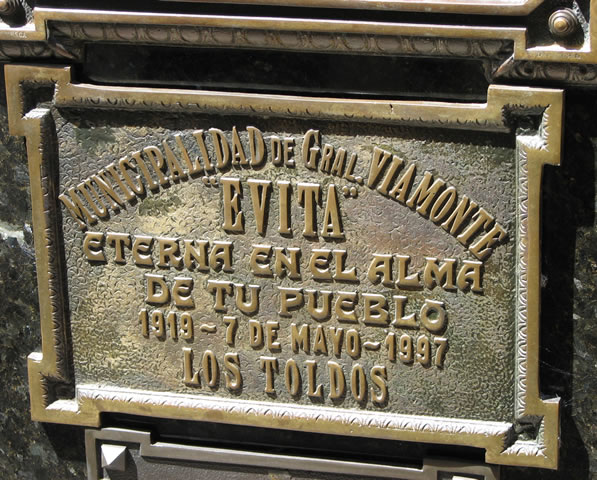 MUNICIPALIDAD DE GRAL. VIAMONTE
"EVITA"
ETERNA EN EL ALMA
DE TU PUEBLO
1919-7 DE MAYO-1997
LOS TOLDOS